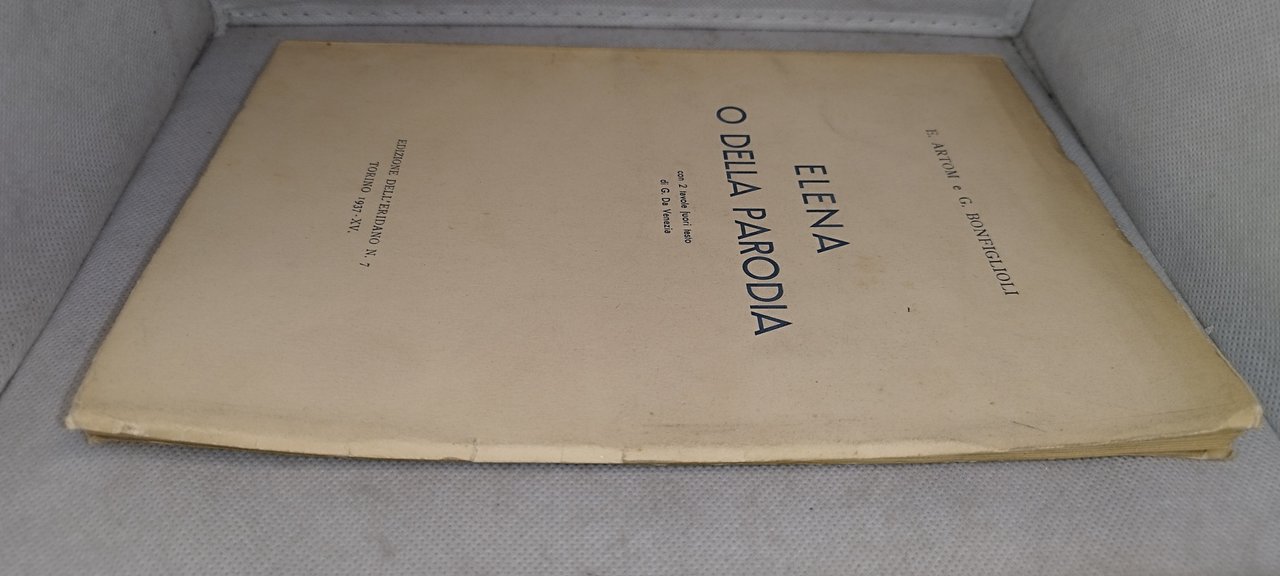 E. ARTOM e G. BONFIGLIOLI
ELENA
O DELLA PARODIA
con 2 tavole fuori testo
di G. Da Venezia
EDIZIONE DELL'ERIDANO N. 7
TORINO 1937-XV.